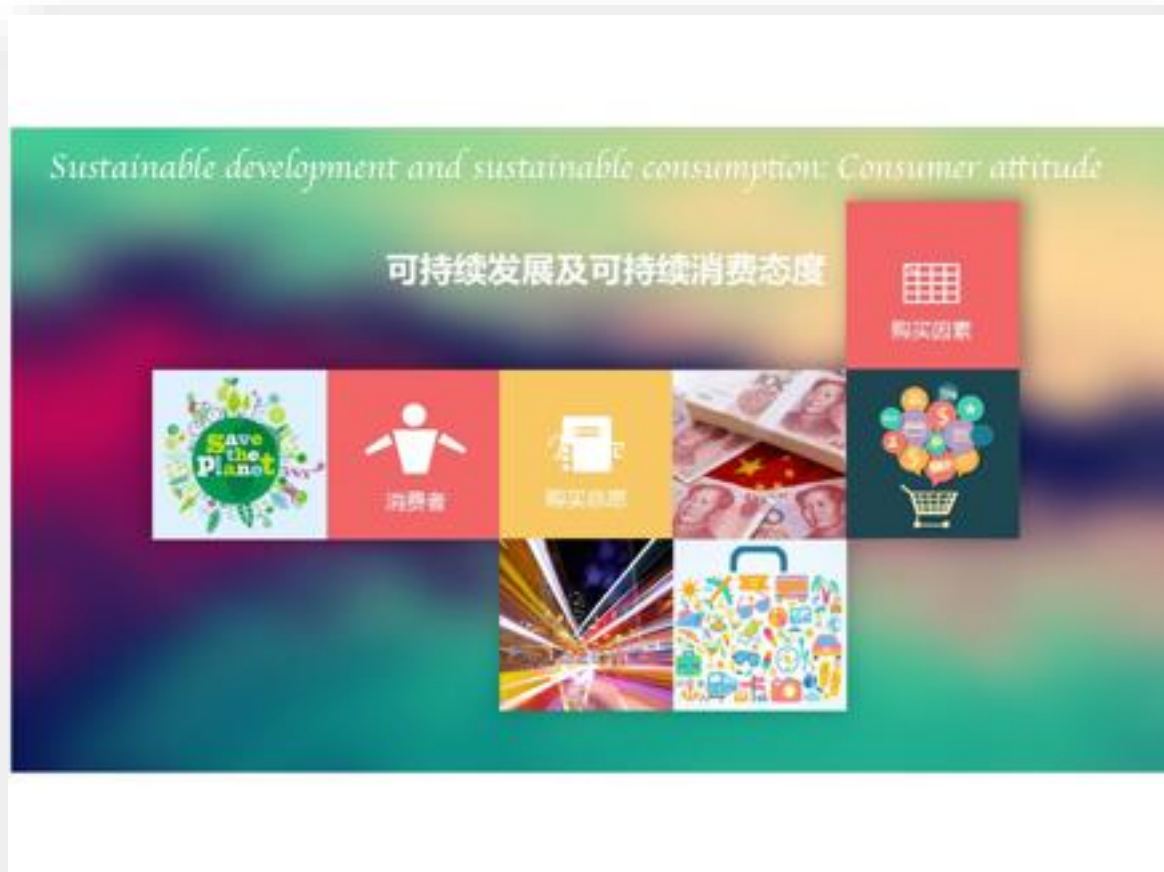 Sustainable development and sustainable consumption: Consumer attitude
可持续发展及可持续消费态度
购买因素
save
the
planet
消费者
购买意愿